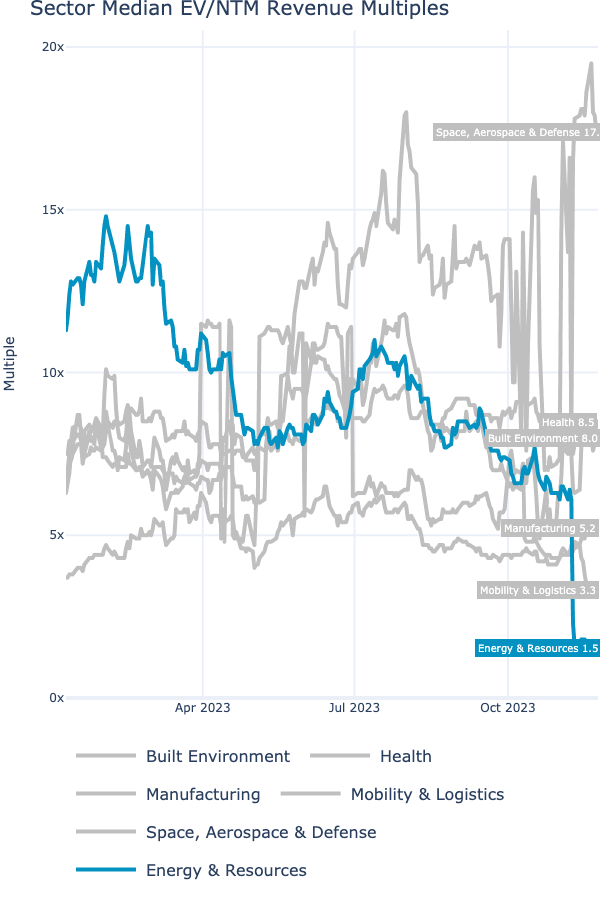 Sector Median EV/NTM Revenue Multiples
20x
Space, Aerospace & Defense 17.
15x
Multiple
10x
Health 8.5
Built Environment 8.0
5x
Manufacturing 5.2
Mobility & Logistics 3.3
Energy & Resources 1.5
0x
Apr 2023 Jul 2023 Oct 2023
Built Environment Health
Manufacturing Mobility & Logistics
Space, Aerospace & Defense
Energy & Resources